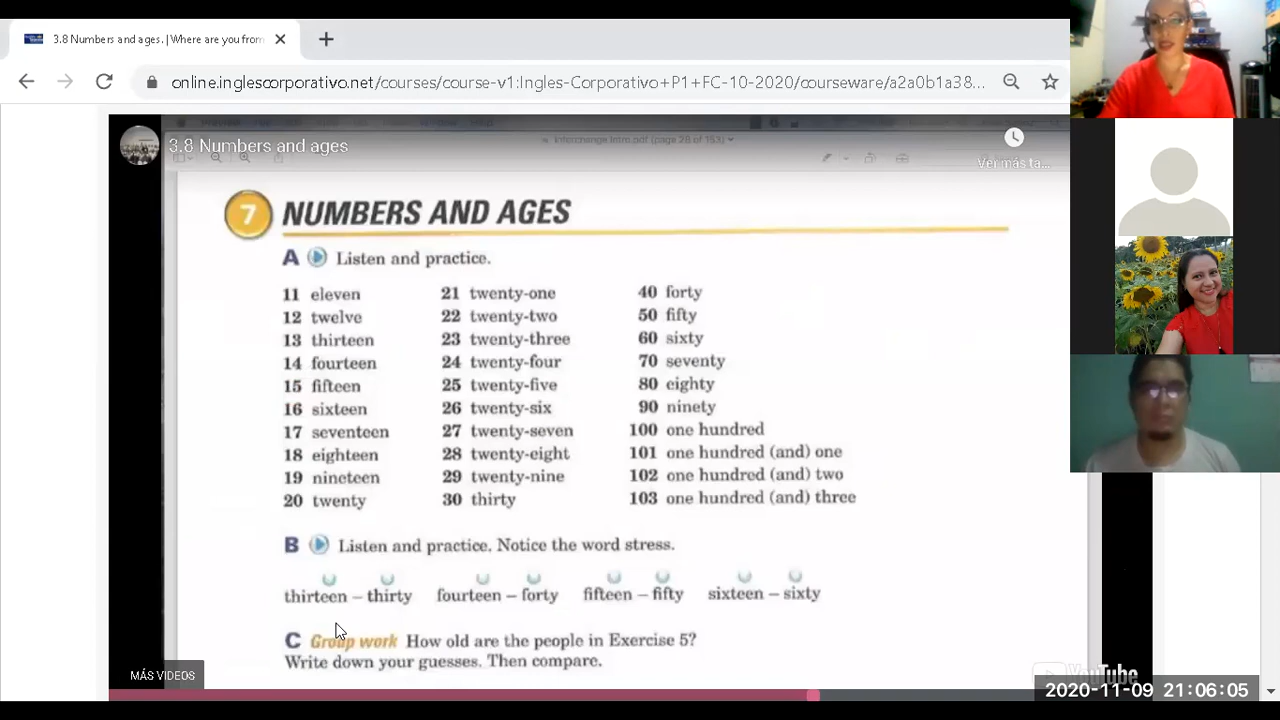 3.8 Numbers and ages. | Where are you from
online.inglescorporativo.net/courses/course-v1:Ingles-Corporativo+P1+FC-10-2020/courseware/a2a0b1a38...
Interchange Intro.pdf (page 28 of 153)
3.8 Numbers and ages
Ver más ta...
7 NUMBERS AND AGES
A Listen and practice.
11 eleven 21 twenty-one 40 forty
12 twelve 22 twenty-two 50 fifty
13 thirteen 23 twenty-three 60 sixty
14 fourteen 24 twenty-four 70 seventy
15 fifteen 25 twenty-five 80 eighty
16 sixteen 26 twenty-six 90 ninety
17 seventeen 27 twenty-seven 100 one hundred
18 eighteen 28 twenty-eight 101 one hundred (and) one
19 nineteen 29 twenty-nine 102 one hundred (and) two
20 twenty 30 thirty 103 one hundred (and) three
B Listen and practice. Notice the word stress.
thirteen – thirty fourteen – forty fifteen – fifty sixteen – sixty
C Group work How old are the people in Exercise 5?
Write down your guesses. Then compare.
MÁS VIDEOS
YouTube
2020-11-09 21:06:05